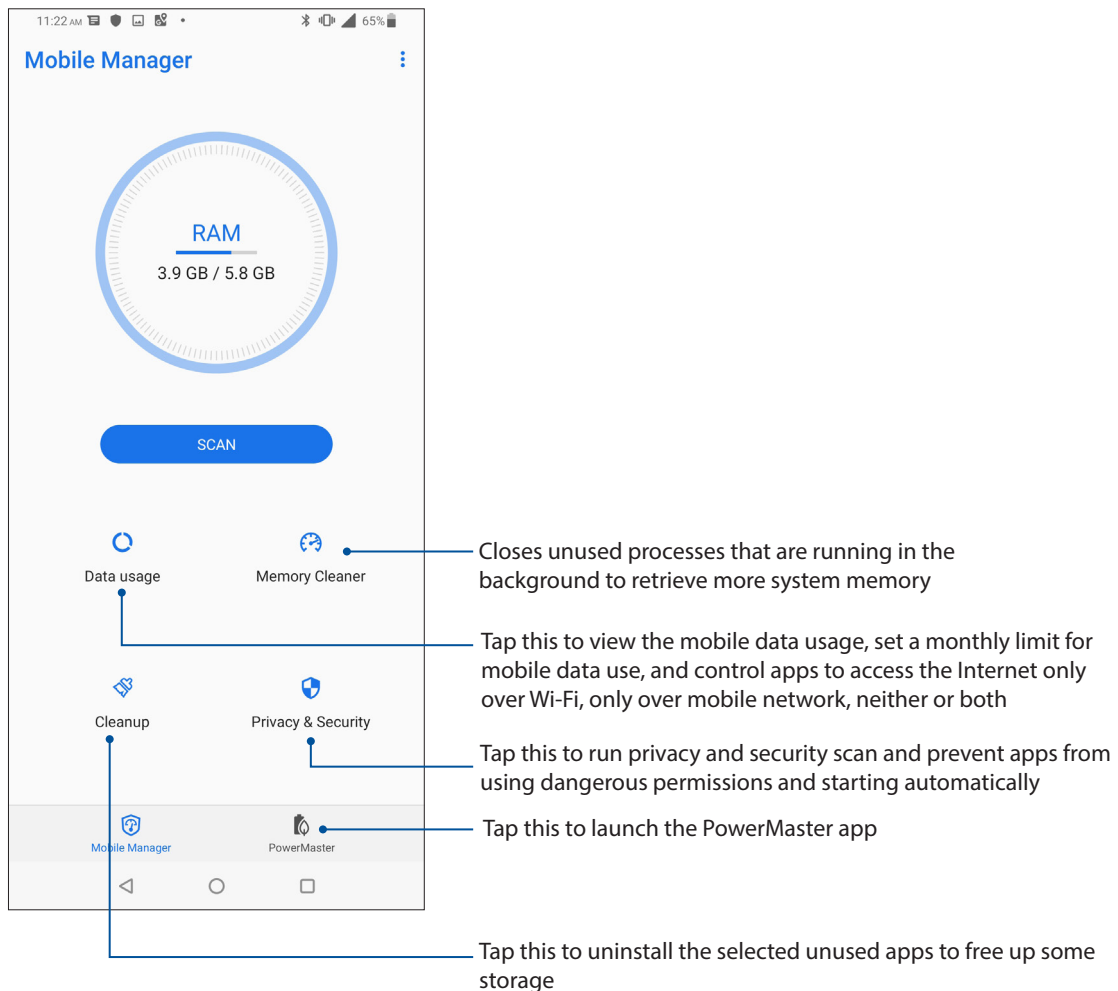 11:22 AM
65%
Mobile Manager
RAM
3.9 GB / 5.8 GB
SCAN
Data usage
Memory Cleaner
Closes unused processes that are running in the
background to retrieve more system memory
Tap this to view the mobile data usage, set a monthly limit for
mobile data use, and control apps to access the Internet only
over Wi-Fi, only over mobile network, neither or both
Cleanup
Privacy & Security
Tap this to run privacy and security scan and prevent apps from
using dangerous permissions and starting automatically
Mobile Manager
PowerMaster
Tap this to launch the PowerMaster app
Tap this to uninstall the selected unused apps to free up some
storage